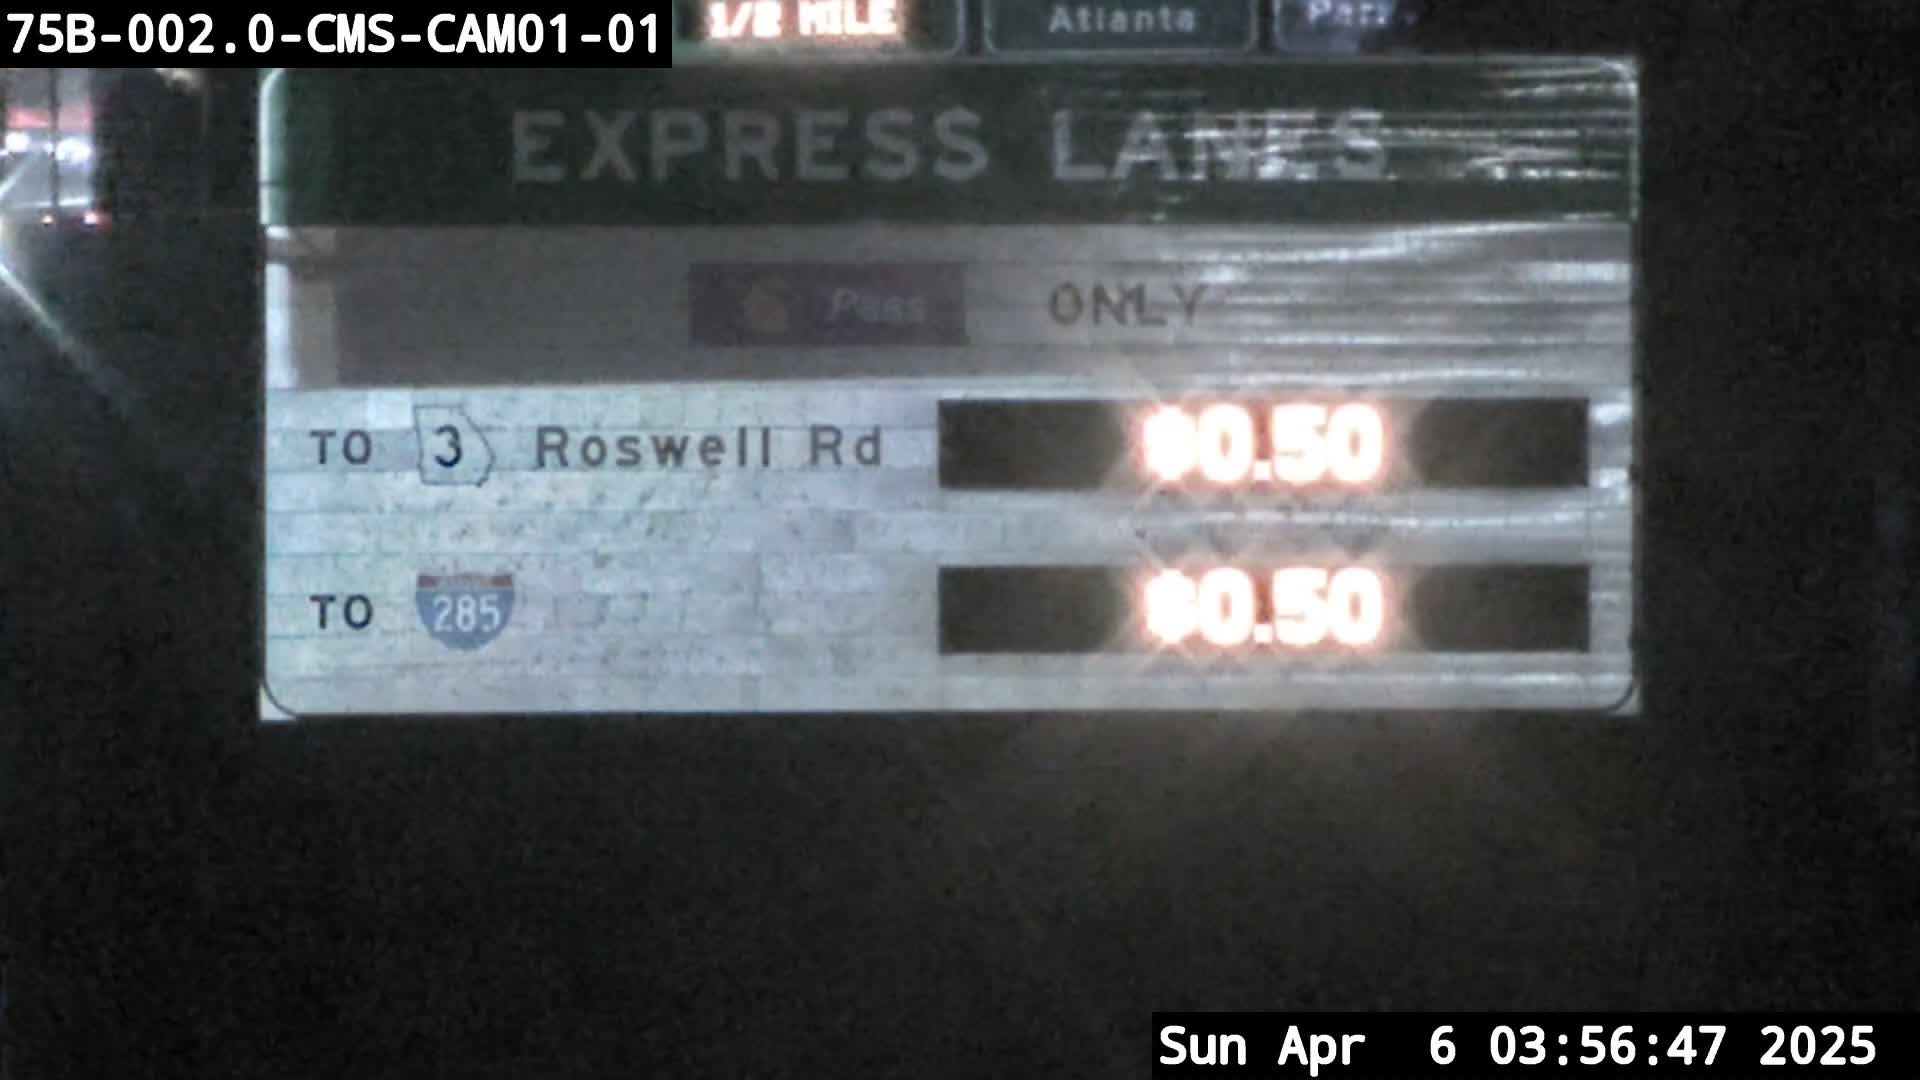 75B-002.0-CMS-CAM01-01
1/2 MILE
Atlanta
EXPRESS LANES
Pass ONLY
TO 3 Roswell Rd $0.50
TO 285 $0.50
Sun Apr 6 03:56:47 2025